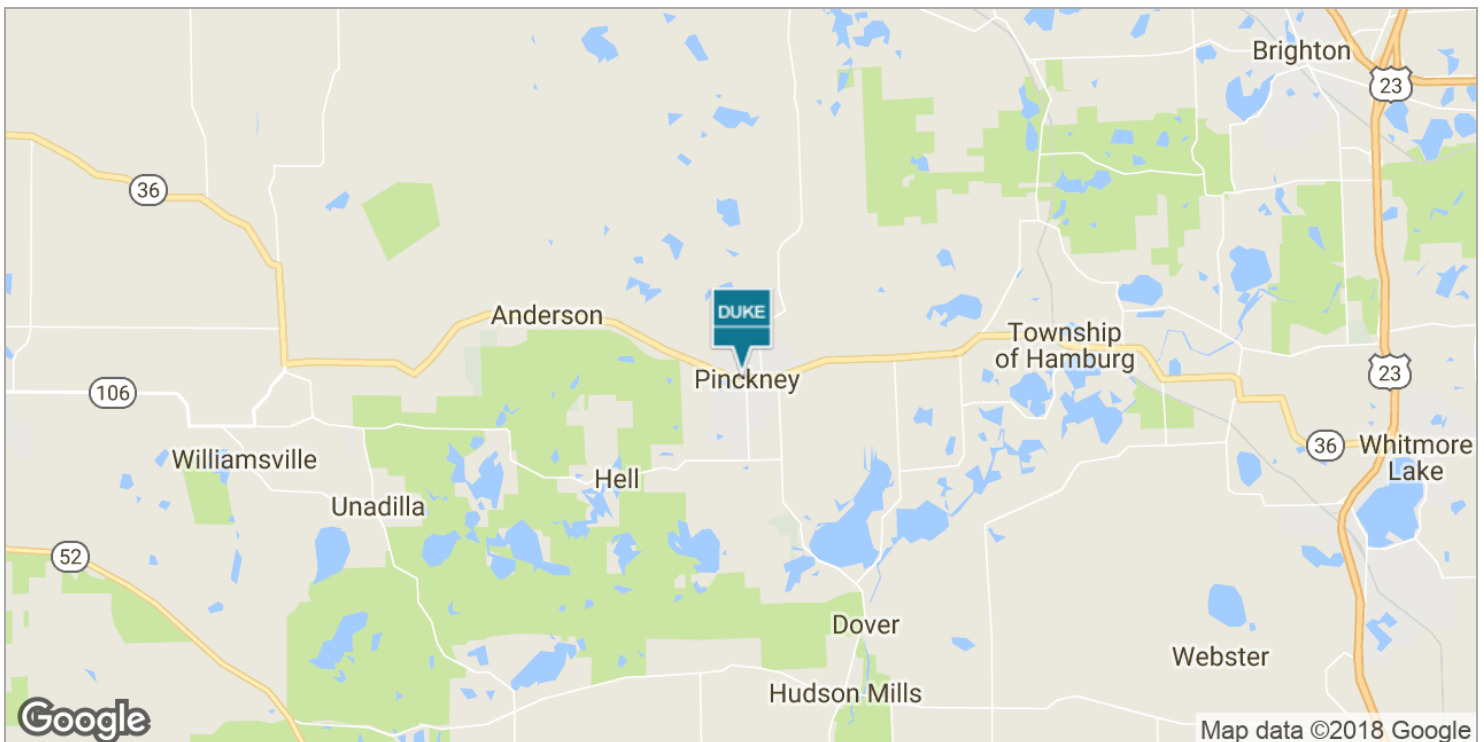 Brighton
23
36
Anderson
DUKE
Township
of Hamburg
Pinckney
23
106
Williamsville
36
Whitmore
Lake
Hell
Unadilla
52
Dover
Webster
Hudson Mills
Google
Map data ©2018 Google